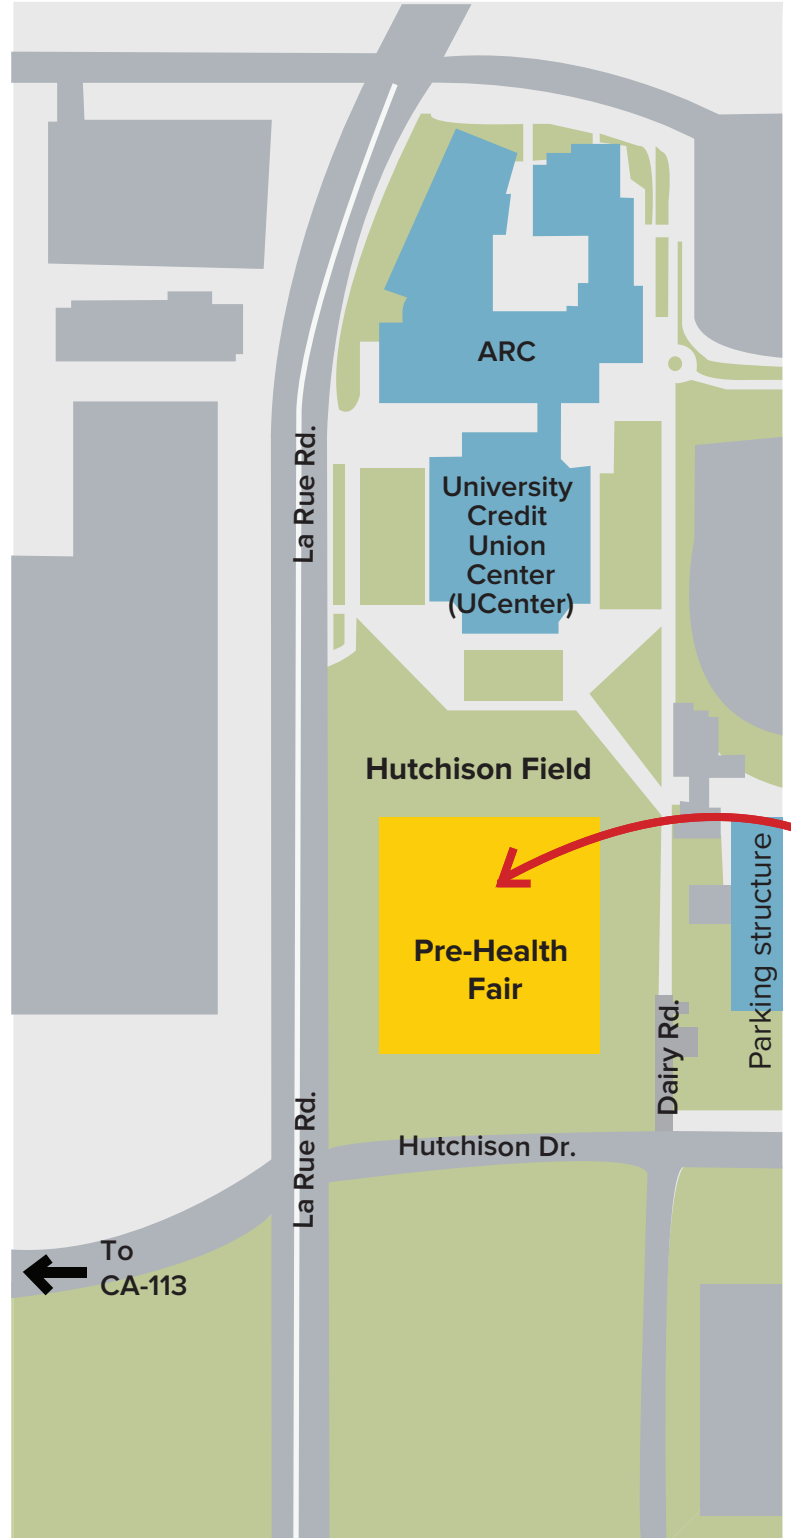 ARC
La Rue Rd.
University
Credit
Union
Center
(UCenter)
Hutchison Field
Parking structure
Pre-Health
Fair
Dairy Rd.
La Rue Rd.
Hutchison Dr.
To
CA-113